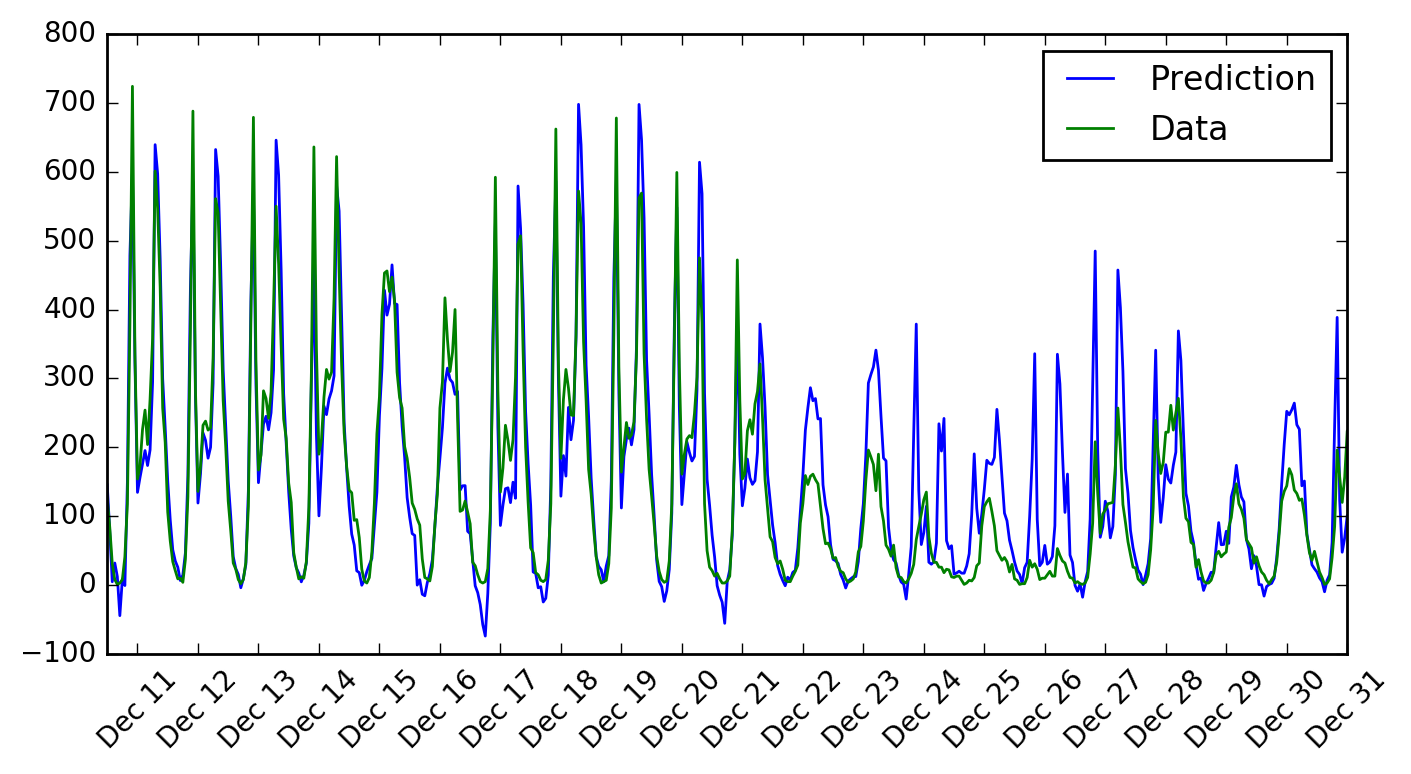 800
700
600
500
400
300
200
100
0
−100
Prediction
Data
Dec 11
Dec 12
Dec 13
Dec 14
Dec 15
Dec 16
Dec 17
Dec 18
Dec 19
Dec 20
Dec 21
Dec 22
Dec 23
Dec 24
Dec 25
Dec 26
Dec 27
Dec 28
Dec 29
Dec 30
Dec 31